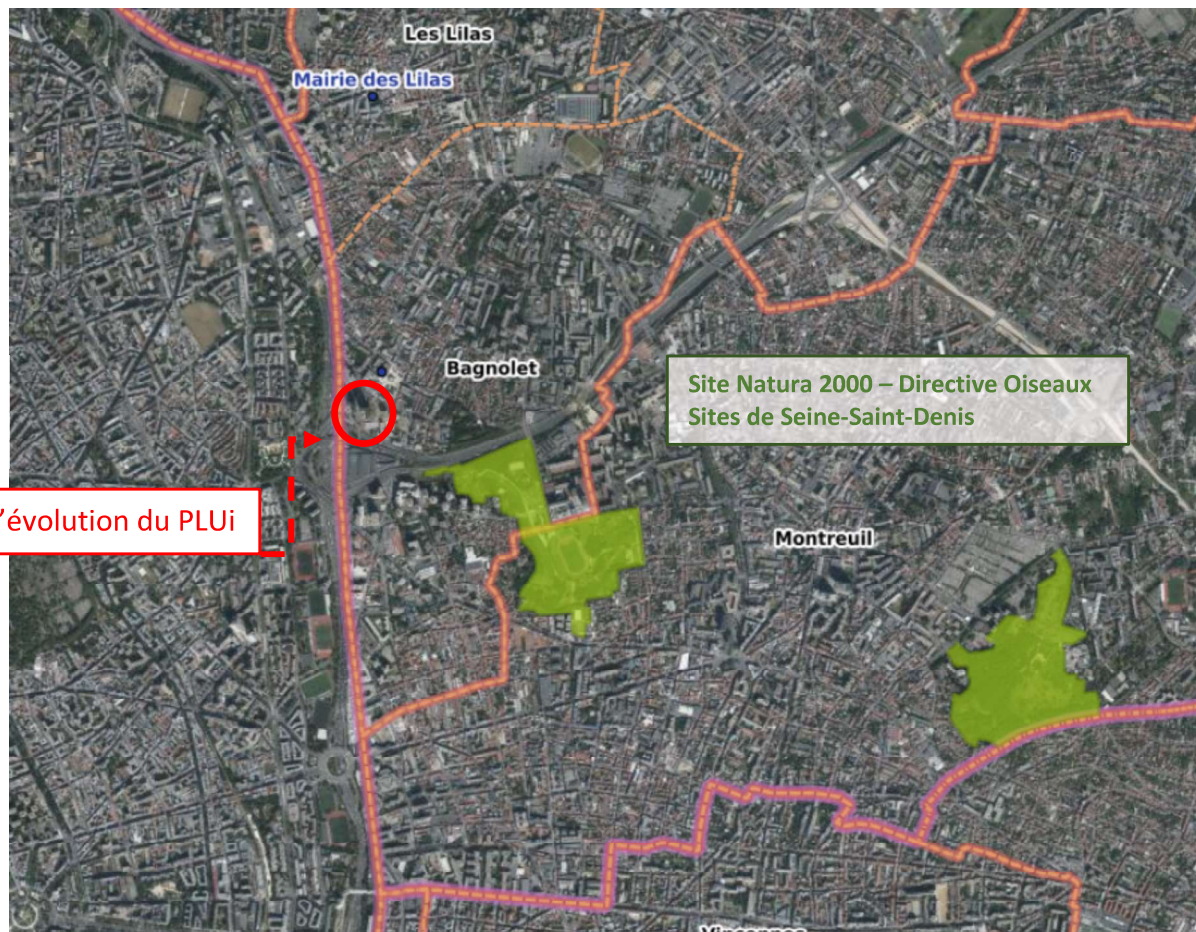 Les Lilas
Mairie des Lilas
Bagnolet
Site Natura 2000 – Directive Oiseaux
Sites de Seine-Saint-Denis
'évolution du PLUi
Montreuil
Vincennes